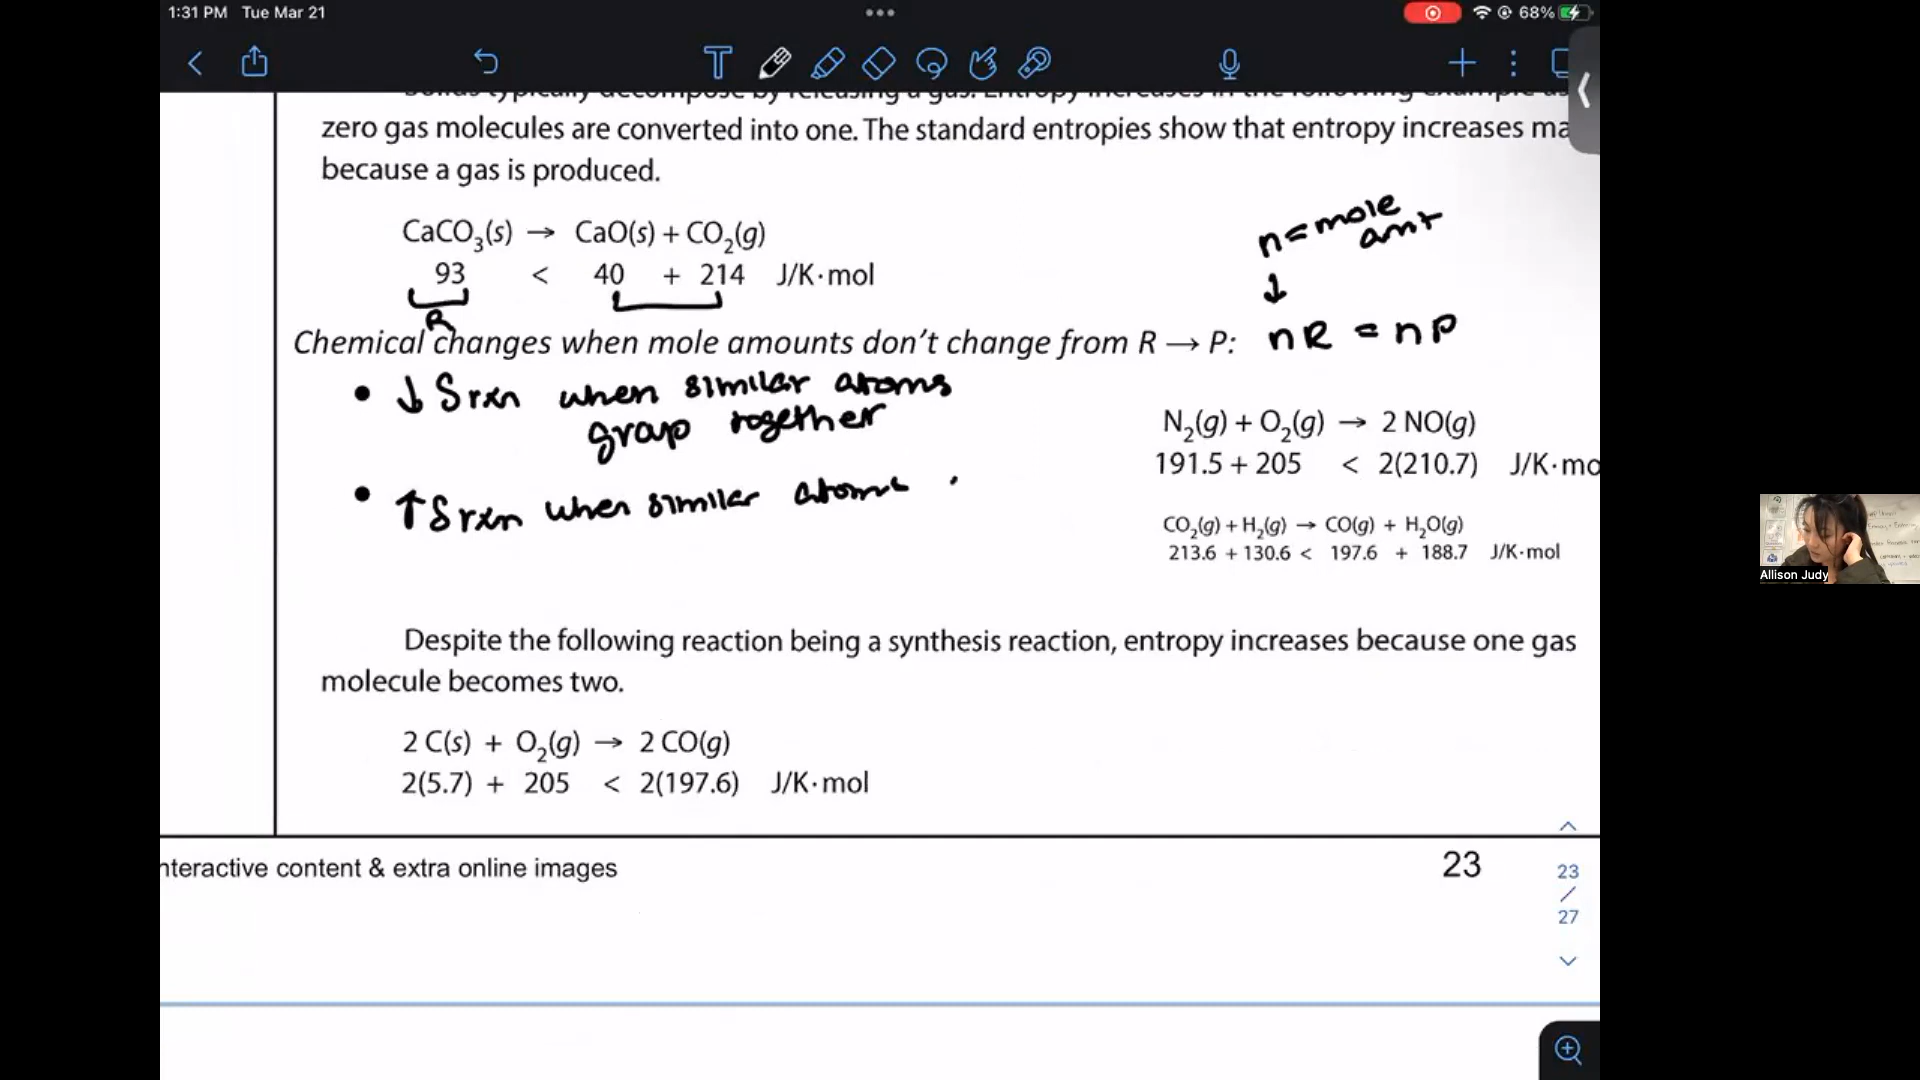 1:31 PM Tue Mar 21
68%
zero gas molecules are converted into one. The standard entropies show that entropy increases ma
because a gas is produced.
CaCO₃(s) → CaO(s) + CO₂(g)
93 < 40 + 214 J/K·mol
R
n = mole
amt
↓
Chemical changes when mole amounts don't change from R → P: nR = nP
• ↓ Srxn when similar atoms
group together
N₂(g) + O₂(g) → 2 NO(g)
191.5 + 205 < 2(210.7) J/K·mo
• ↑ Srxn when similar atoms
CO₂(g) + H₂(g) → CO(g) + H₂O(g)
213.6 + 130.6 < 197.6 + 188.7 J/K·mol
Despite the following reaction being a synthesis reaction, entropy increases because one gas
molecule becomes two.
2 C(s) + O₂(g) → 2 CO(g)
2(5.7) + 205 < 2(197.6) J/K·mol
nteractive content & extra online images
23
23
/
27
Allison Judy